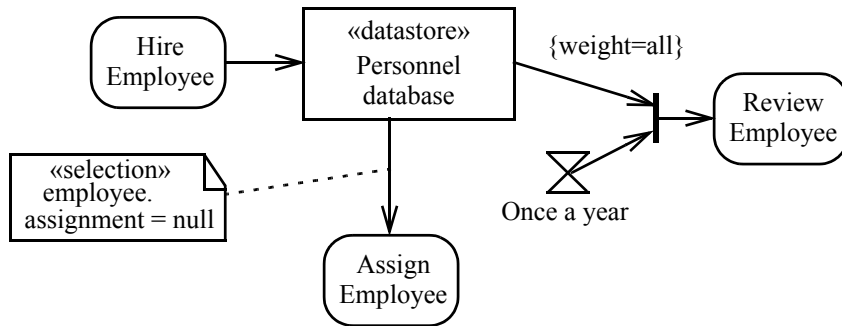 Hire
Employee
«datastore»
Personnel
database
{weight=all}
Review
Employee
«selection»
employee.
assignment = null
Once a year
Assign
Employee